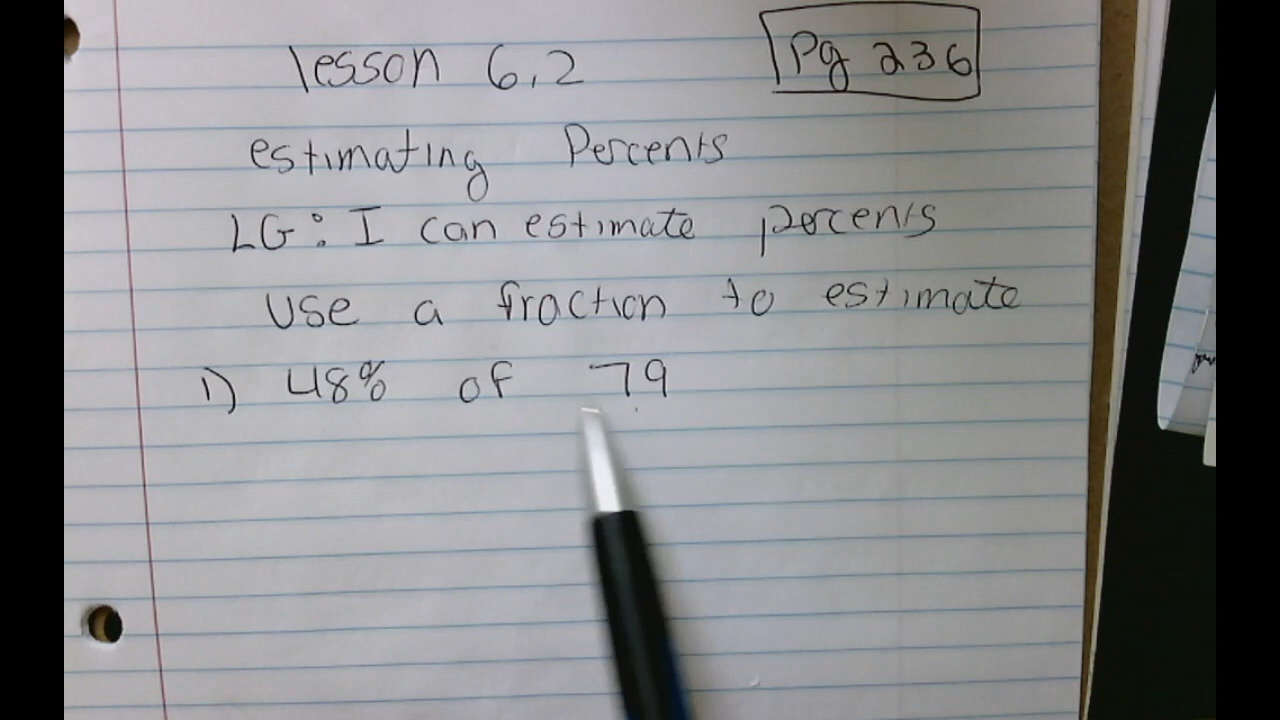 lesson 6.2
Pg 236
estimating Percents
LG: I can estimate percents
Use a fraction to estimate
1) 48% of 79